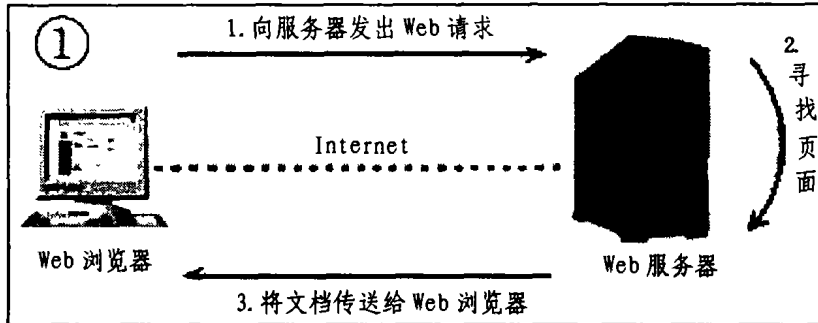 ①
1.向服务器发出 Web 请求
2.
寻
找
页
面
Internet
Web 浏览器
Web 服务器
3.将文档传送给 Web 浏览器